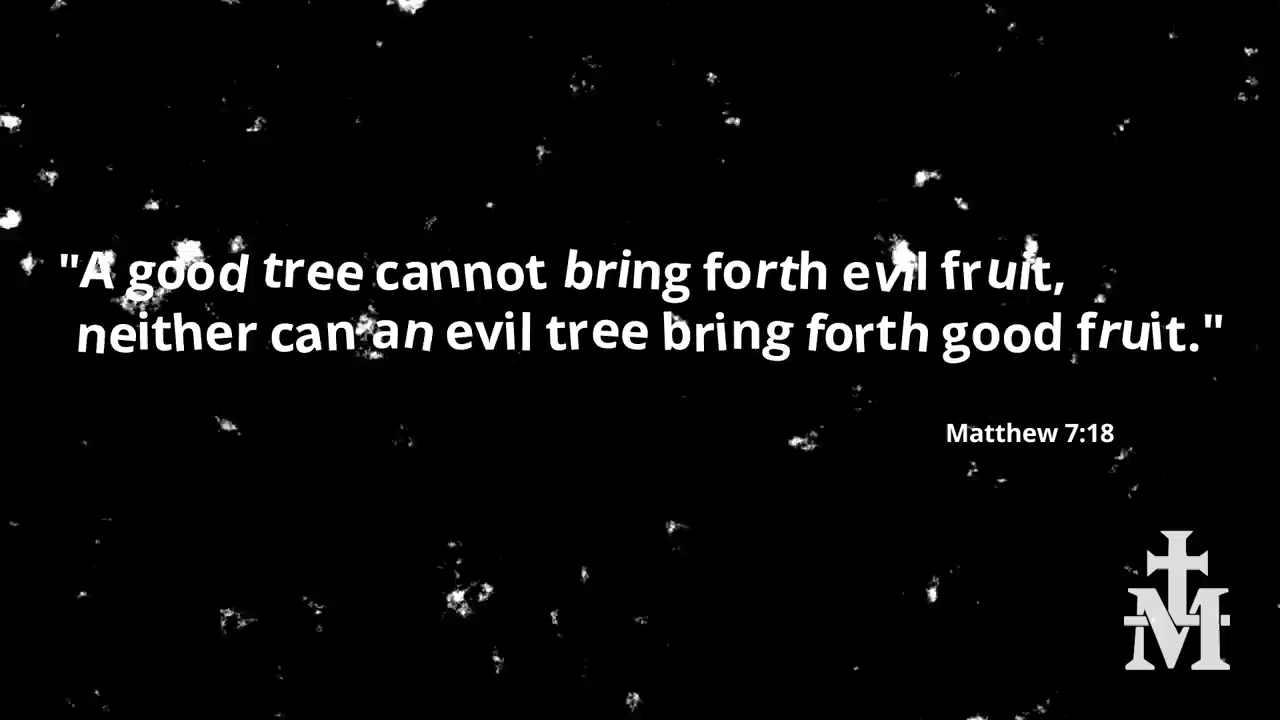 "A good tree cannot bring forth evil fruit,
neither can an evil tree bring forth good fruit."
Matthew 7:18